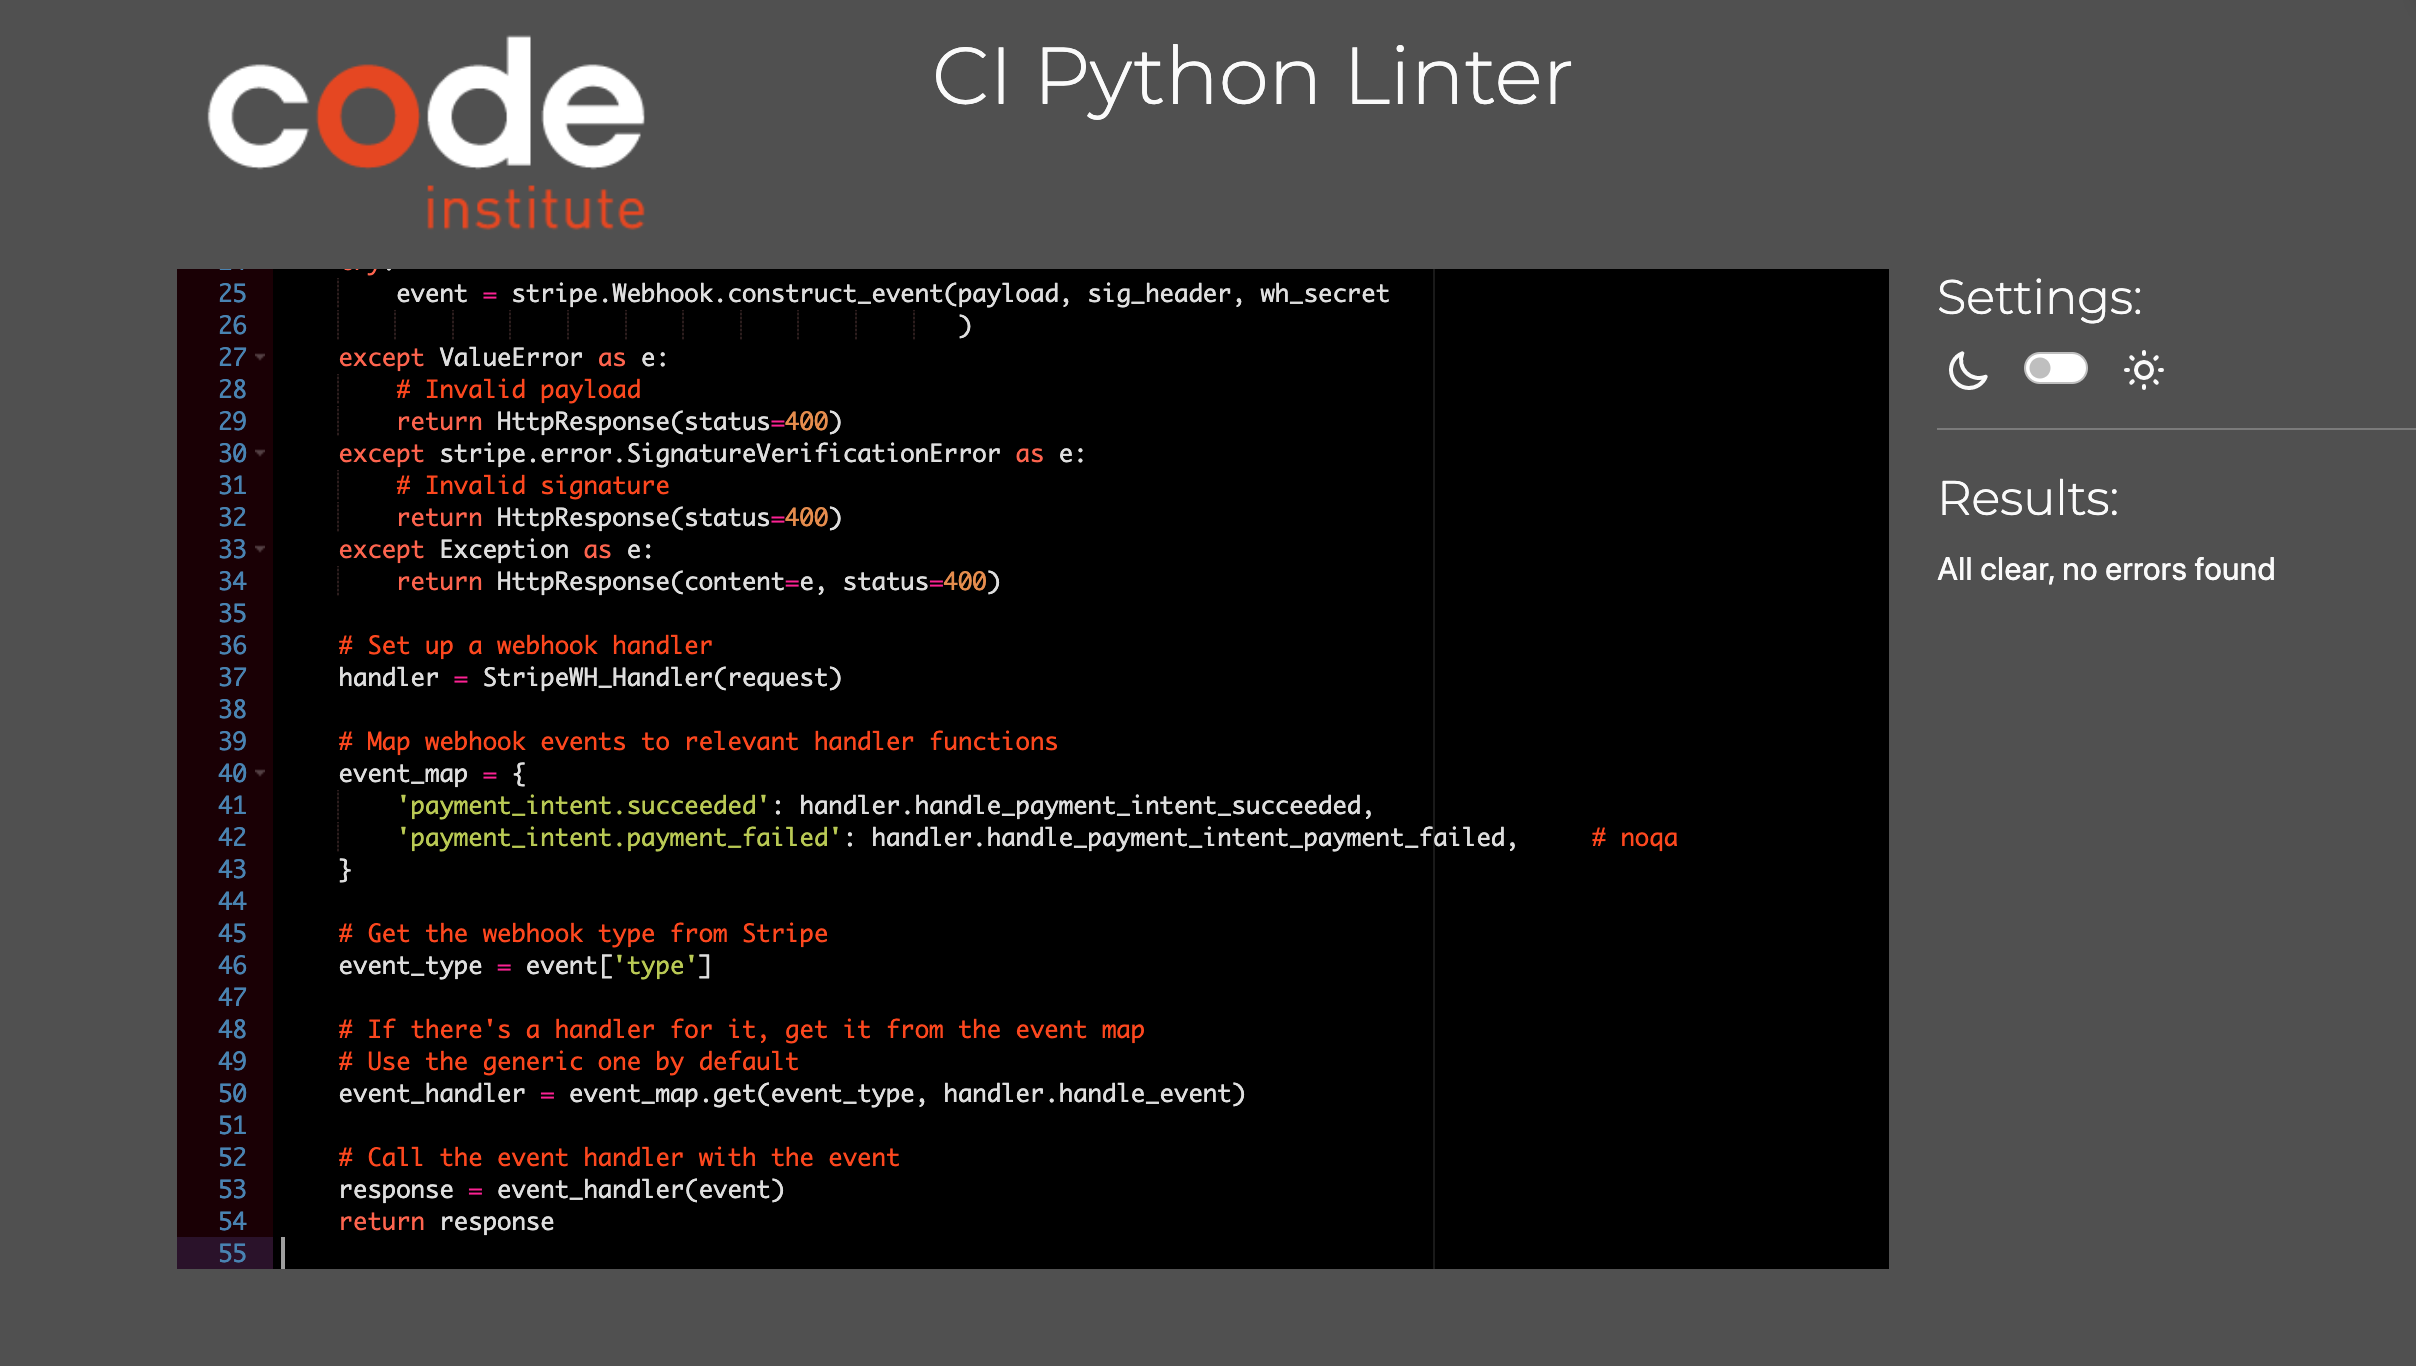 code
institute
CI Python Linter
25 event = stripe.Webhook.construct_event(payload, sig_header, wh_secret
26 )
27 except ValueError as e:
28 # Invalid payload
29 return HttpResponse(status=400)
30 except stripe.error.SignatureVerificationError as e:
31 # Invalid signature
32 return HttpResponse(status=400)
33 except Exception as e:
34 return HttpResponse(content=e, status=400)
35
36 # Set up a webhook handler
37 handler = StripeWH_Handler(request)
38
39 # Map webhook events to relevant handler functions
40 event_map = {
41 'payment_intent.succeeded': handler.handle_payment_intent_succeeded,
42 'payment_intent.payment_failed': handler.handle_payment_intent_payment_failed, # noqa
43 }
44
45 # Get the webhook type from Stripe
46 event_type = event['type']
47
48 # If there's a handler for it, get it from the event map
49 # Use the generic one by default
50 event_handler = event_map.get(event_type, handler.handle_event)
51
52 # Call the event handler with the event
53 response = event_handler(event)
54 return response
55
Settings:
Results:
All clear, no errors found